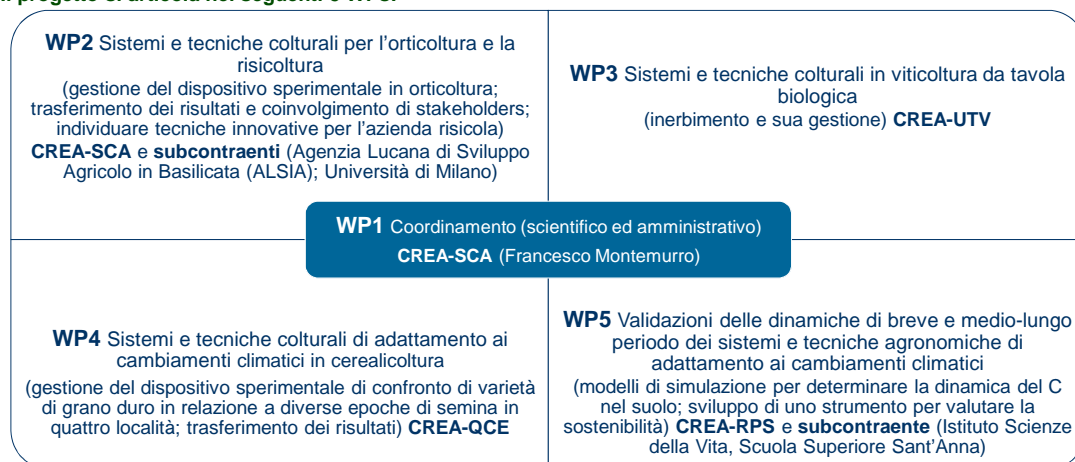 WP2 Sistemi e tecniche colturali per l'orticoltura e la
risicoltura
(gestione del dispositivo sperimentale in orticoltura;
trasferimento dei risultati e coinvolgimento di stakeholders;
individuare tecniche innovative per l'azienda risicola)
CREA-SCA e subcontraenti (Agenzia Lucana di Sviluppo
Agricolo in Basilicata (ALSIA); Università di Milano)
WP3 Sistemi e tecniche colturali in viticoltura da tavola
biologica
(inerbimento e sua gestione) CREA-UTV
WP1 Coordinamento (scientifico ed amministrativo)
CREA-SCA (Francesco Montemurro)
WP4 Sistemi e tecniche colturali di adattamento ai
cambiamenti climatici in cerealicoltura
(gestione del dispositivo sperimentale di confronto di varietà
di grano duro in relazione a diverse epoche di semina in
quattro località; trasferimento dei risultati) CREA-QCE
WP5 Validazioni delle dinamiche di breve e medio-lungo
periodo dei sistemi e tecniche agronomiche di
adattamento ai cambiamenti climatici
(modelli di simulazione per determinare la dinamica del C
nel suolo; sviluppo di uno strumento per valutare la
sostenibilità) CREA-RPS e subcontraente (Istituto Scienze
della Vita, Scuola Superiore Sant'Anna)